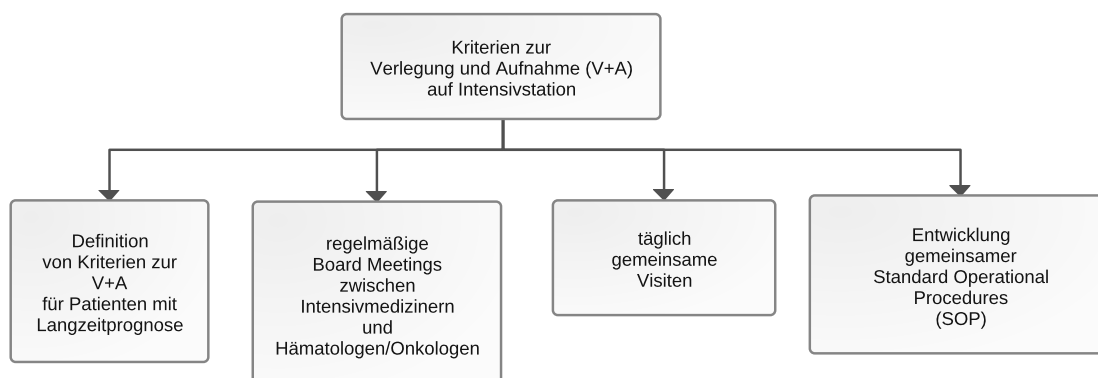 Kriterien zur
Verlegung und Aufnahme (V+A)
auf Intensivstation
Definition
von Kriterien zur
V+A
für Patienten mit
Langzeitprognose
regelmäßige
Board Meetings
zwischen
Intensivmedizinern
und
Hämatologen/Onkologen
täglich
gemeinsame
Visiten
Entwicklung
gemeinsamer
Standard Operational
Procedures
(SOP)